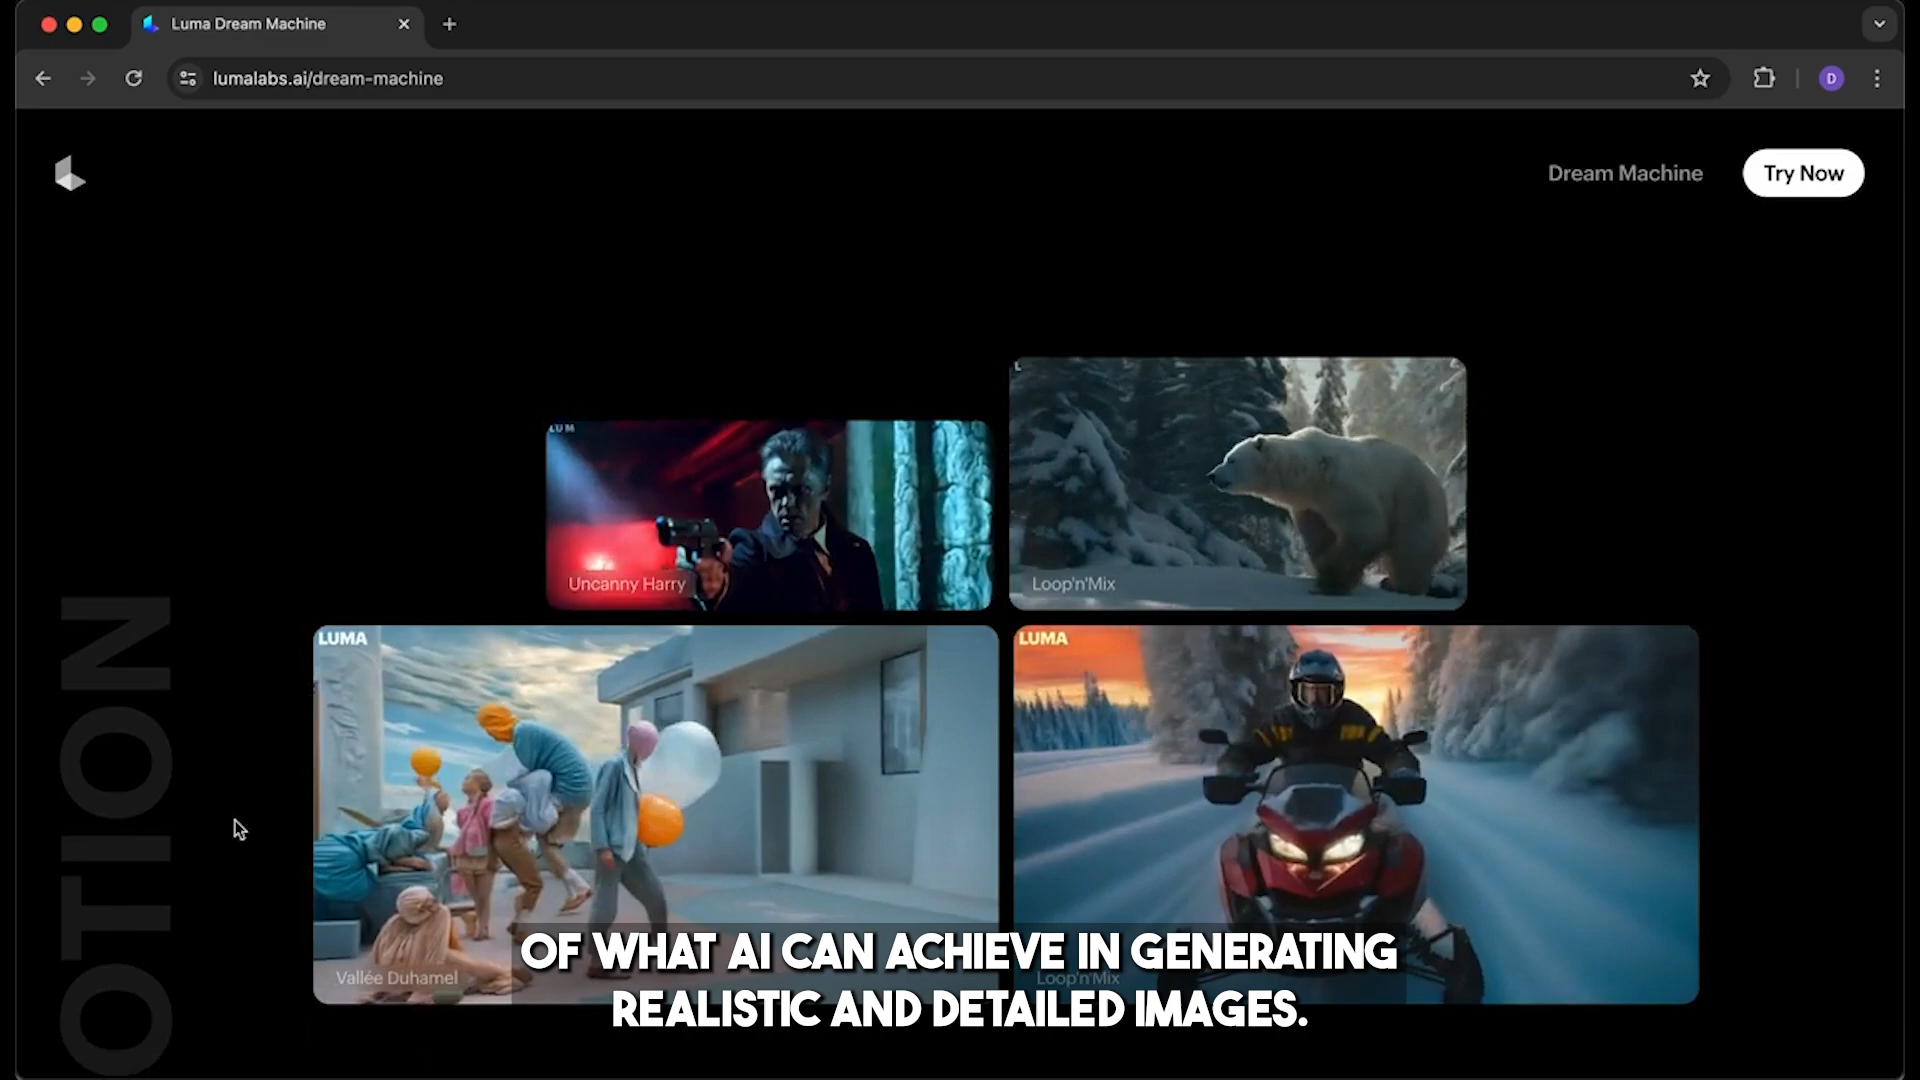 Luma Dream Machine
lumalabs.ai/dream-machine
D
Dream Machine
Try Now
LUM
L
Uncanny Harry
Loop'n'Mix
LUMA
LUMA
OTION
Vallée Duhamel
Loop'n'Mix
OF WHAT AI CAN ACHIEVE IN GENERATING
REALISTIC AND DETAILED IMAGES.